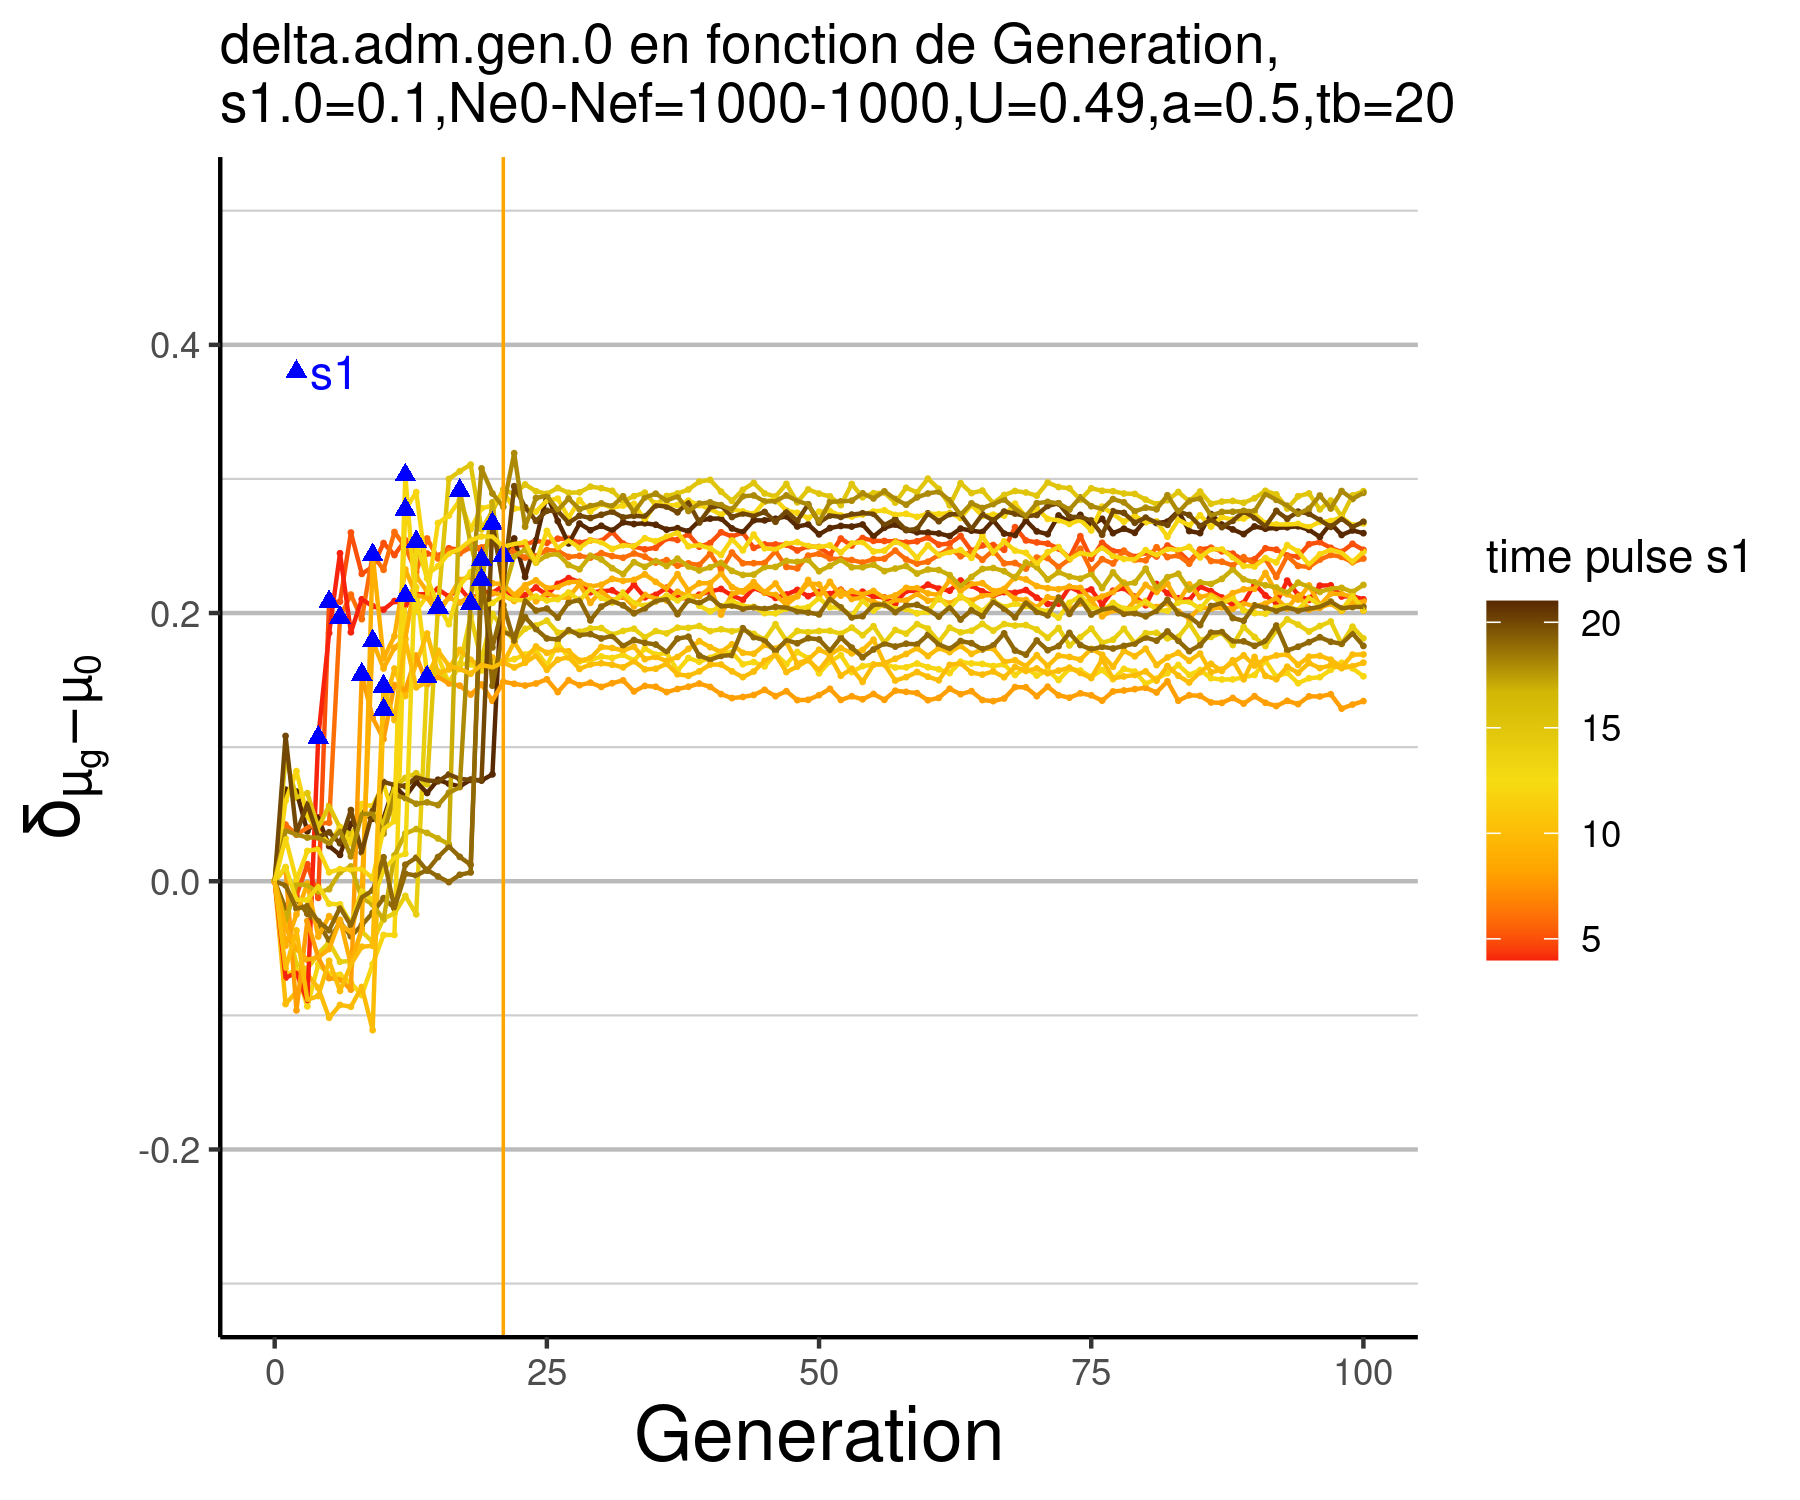 delta.adm.gen.0 en fonction de Generation,
s1.0=0.1,Ne0-Nef=1000-1000,U=0.49,a=0.5,tb=20
0.4
0.2
0.0
-0.2
δμg−μ0
s1
0 25 50 75 100
Generation
time pulse s1
20
15
10
5